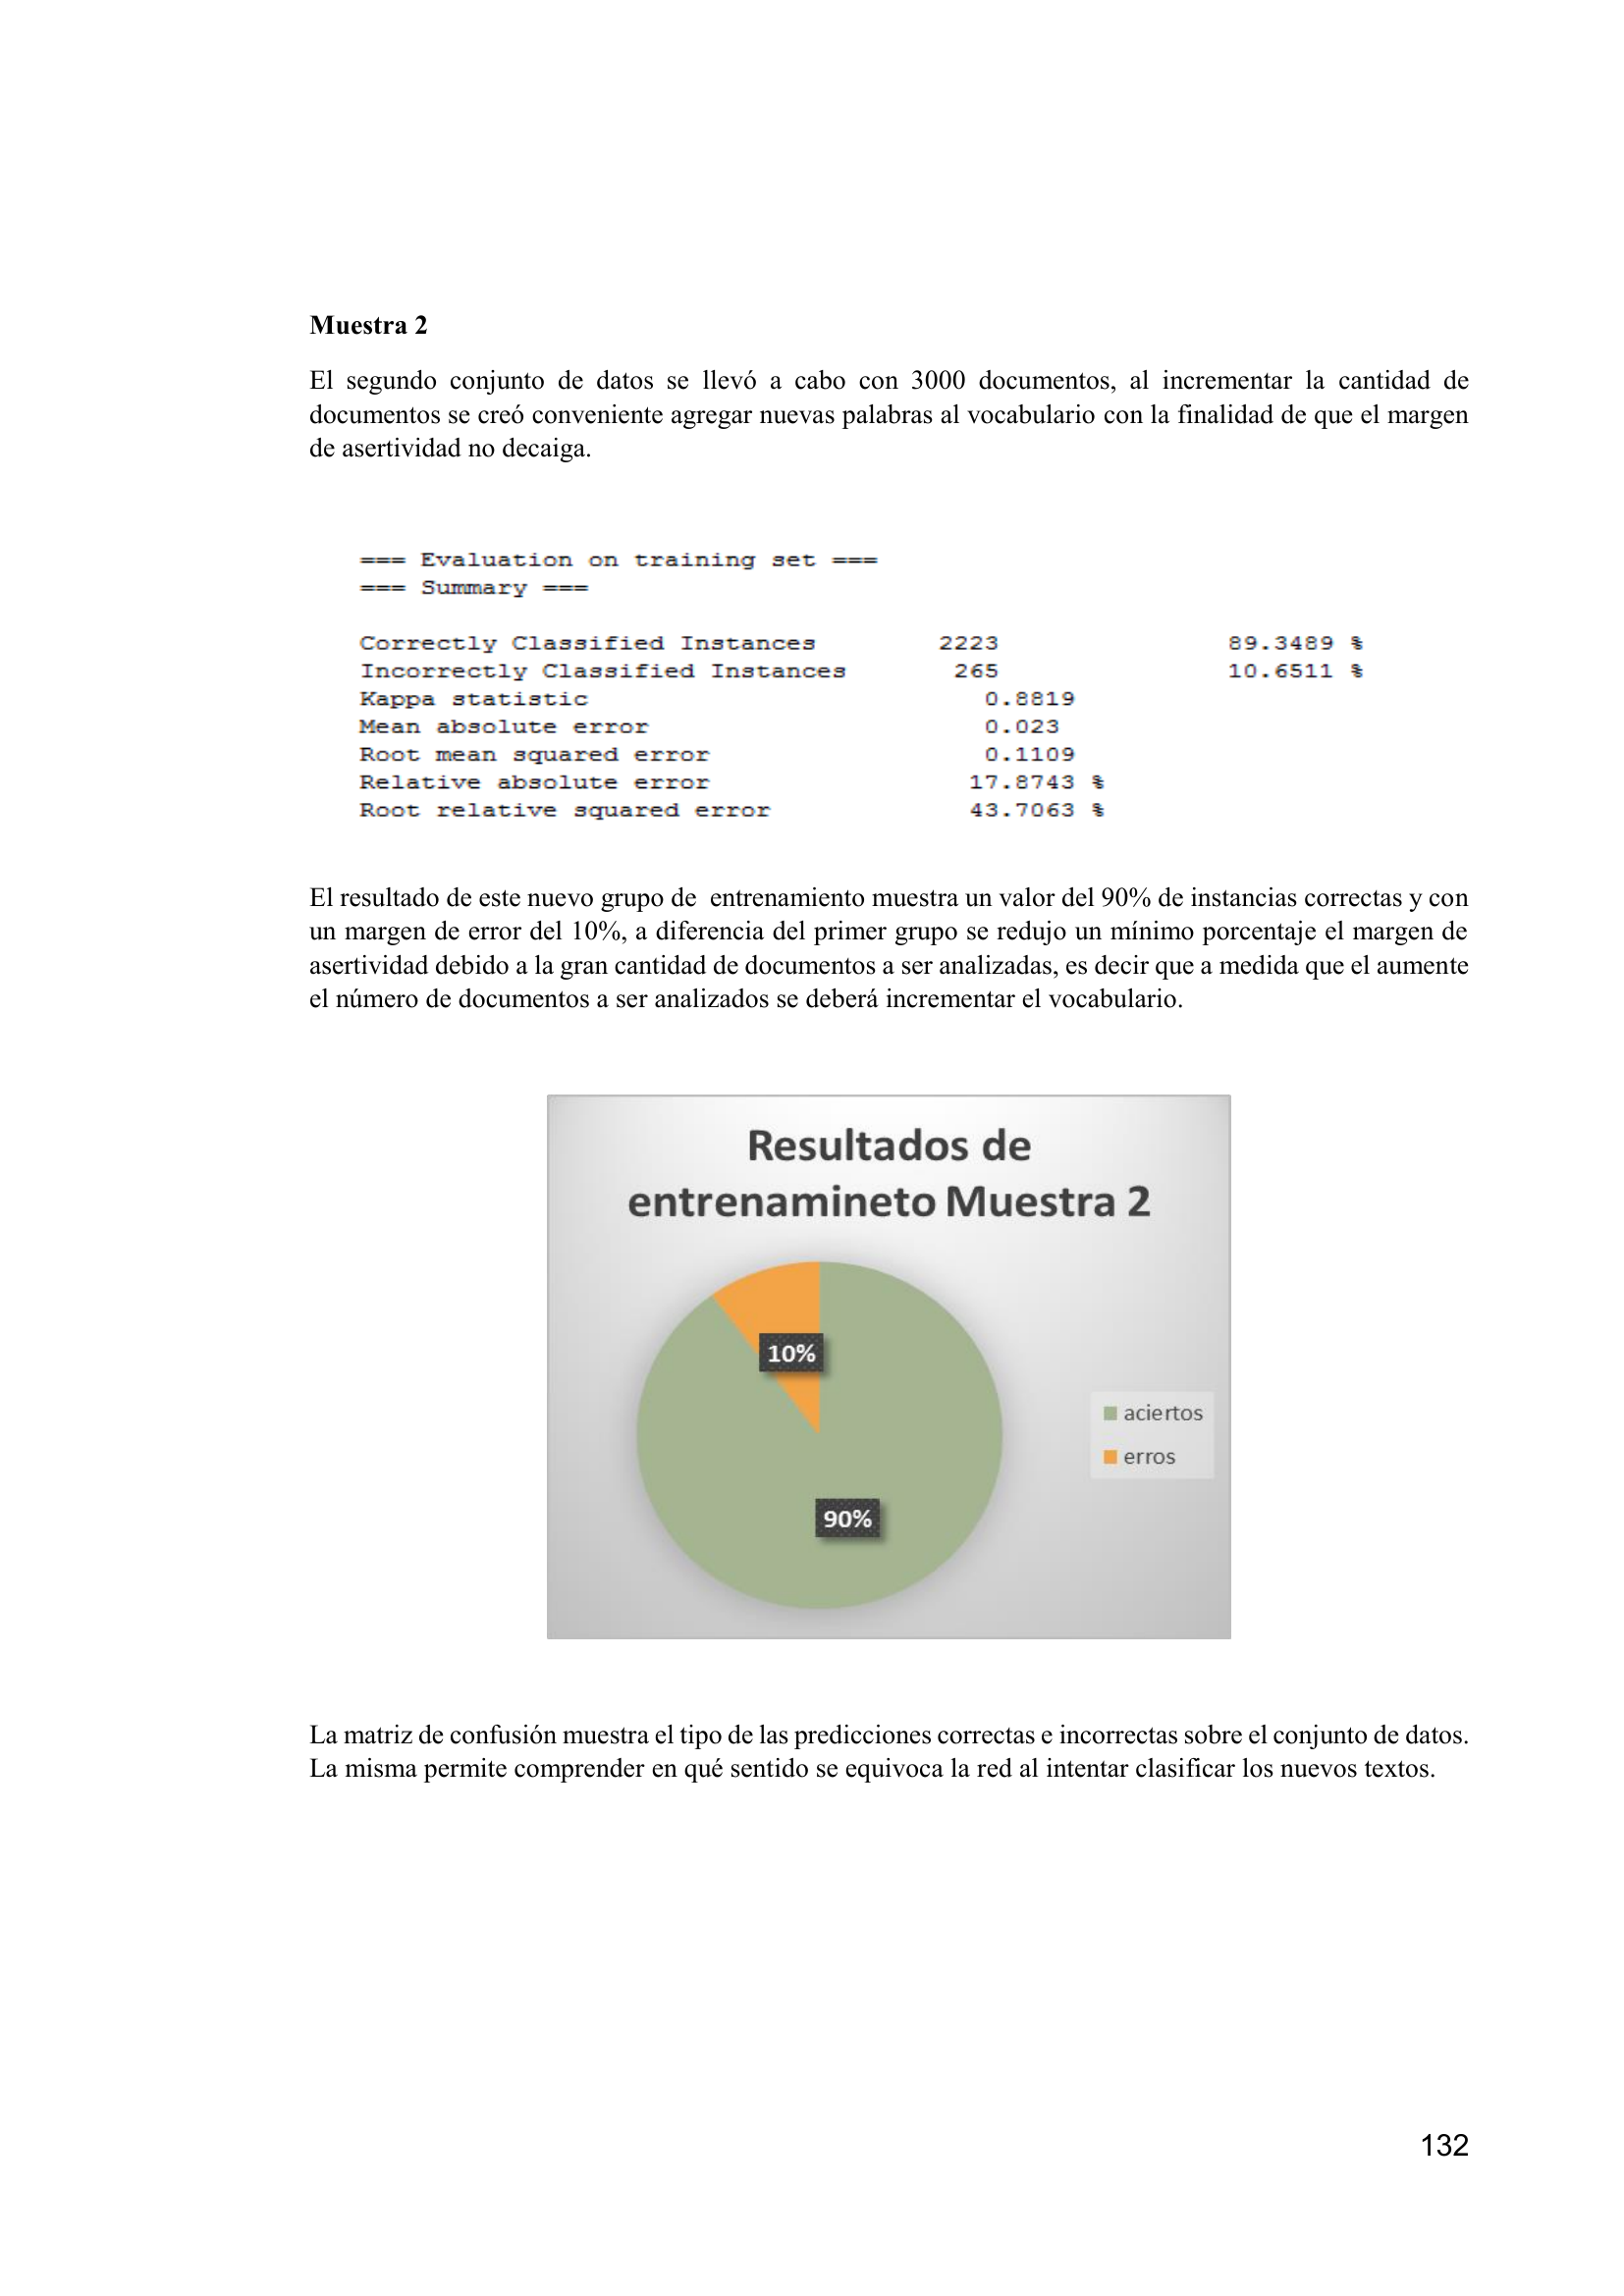 Muestra 2
El segundo conjunto de datos se llevó a cabo con 3000 documentos, al incrementar la cantidad de
documentos se creó conveniente agregar nuevas palabras al vocabulario con la finalidad de que el margen
de asertividad no decaiga.
=== Evaluation on training set ===
=== Summary ===
Correctly Classified Instances 2223 89.3489 %
Incorrectly Classified Instances 265 10.6511 %
Kappa statistic 0.8819
Mean absolute error 0.023
Root mean squared error 0.1109
Relative absolute error 17.8743 %
Root relative squared error 43.7063 %
El resultado de este nuevo grupo de entrenamiento muestra un valor del 90% de instancias correctas y con
un margen de error del 10%, a diferencia del primer grupo se redujo un mínimo porcentaje el margen de
asertividad debido a la gran cantidad de documentos a ser analizadas, es decir que a medida que el aumente
el número de documentos a ser analizados se deberá incrementar el vocabulario.
Resultados de
entrenamineto Muestra 2
10%
aciertos
erros
90%
La matriz de confusión muestra el tipo de las predicciones correctas e incorrectas sobre el conjunto de datos.
La misma permite comprender en qué sentido se equivoca la red al intentar clasificar los nuevos textos.
132